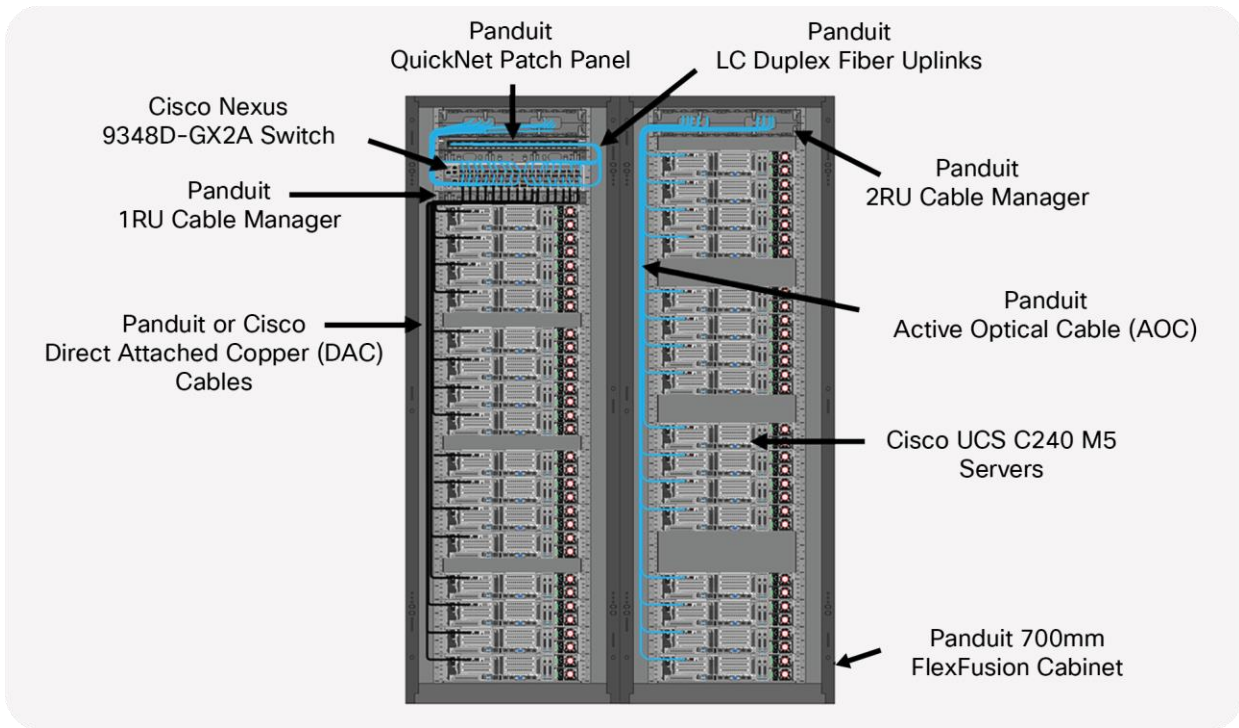 Panduit
QuickNet Patch Panel
Panduit
LC Duplex Fiber Uplinks
Cisco Nexus
9348D-GX2A Switch
Panduit
1RU Cable Manager
Panduit
2RU Cable Manager
Panduit or Cisco
Direct Attached Copper (DAC)
Cables
Panduit
Active Optical Cable (AOC)
Cisco UCS C240 M5
Servers
Panduit 700mm
FlexFusion Cabinet